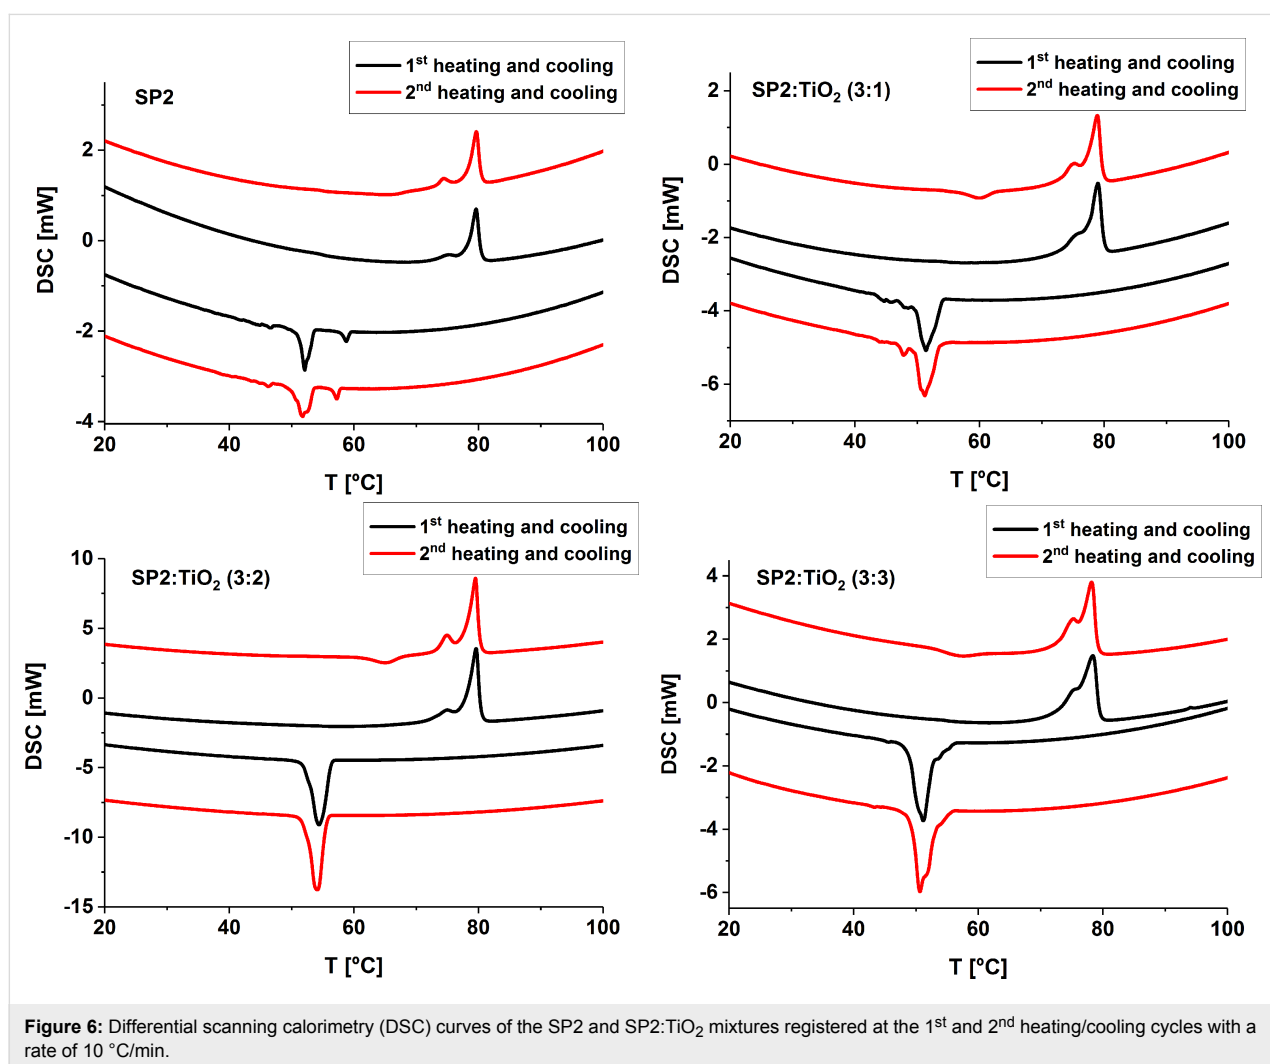 SP2
1st heating and cooling
2nd heating and cooling
2
0
-2
-4
DSC [mW]
20
40
60
80
100
T [ºC]
SP2:TiO2 (3:1)
1st heating and cooling
2nd heating and cooling
2
0
-2
-4
-6
DSC [mW]
20
40
60
80
100
T [ºC]
SP2:TiO2 (3:2)
1st heating and cooling
2nd heating and cooling
10
5
0
-5
-10
-15
DSC [mW]
20
40
60
80
100
T [ºC]
SP2:TiO2 (3:3)
1st heating and cooling
2nd heating and cooling
4
2
0
-2
-4
-6
DSC [mW]
20
40
60
80
100
T [ºC]
Figure 6: Differential scanning calorimetry (DSC) curves of the SP2 and SP2:TiO2 mixtures registered at the 1st and 2nd heating/cooling cycles with a
rate of 10 °C/min.